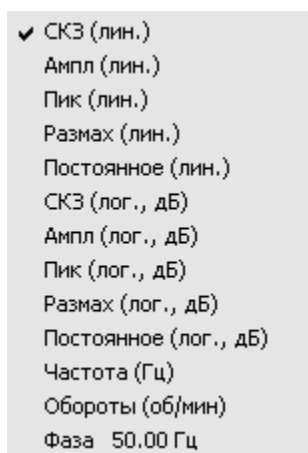 СКЗ (лин.)
Ампл (лин.)
Пик (лин.)
Размах (лин.)
Постоянное (лин.)
СКЗ (лог., дБ)
Ампл (лог., дБ)
Пик (лог., дБ)
Размах (лог., дБ)
Постоянное (лог., дБ)
Частота (Гц)
Обороты (об/мин)
Фаза 50.00 Гц